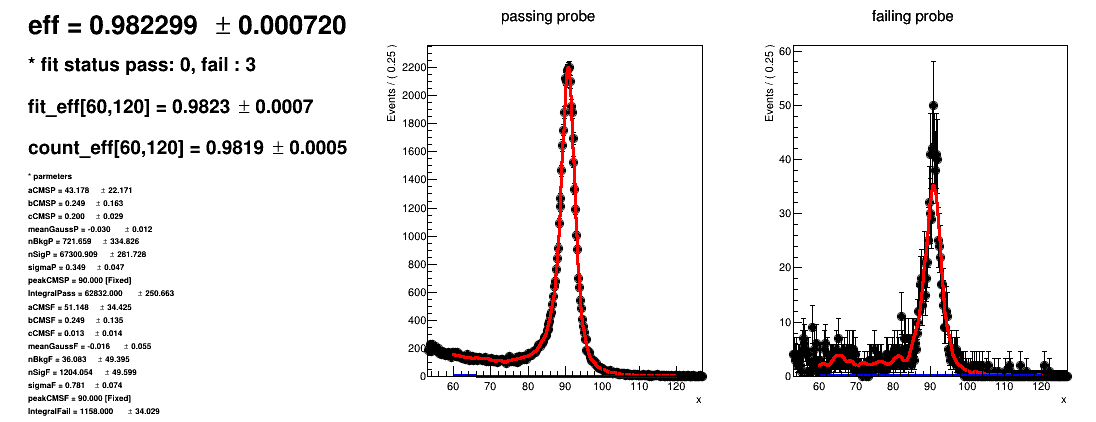 eff = 0.982299 ± 0.000720
* fit status pass: 0, fail : 3
fit_eff[60,120] = 0.9823 ± 0.0007
count_eff[60,120] = 0.9819 ± 0.0005
* parmeters
aCMSP = 43.178 ± 22.171
bCMSP = 0.249 ± 0.163
cCMSP = 0.200 ± 0.029
meanGaussP = -0.030 ± 0.012
nBkgP = 721.659 ± 334.826
nSigP = 67300.909 ± 281.728
sigmaP = 0.349 ± 0.047
peakCMSP = 90.000 [Fixed]
IntegralPass = 62832.000 ± 250.663
aCMSF = 51.148 ± 34.425
bCMSF = 0.249 ± 0.135
cCMSF = 0.013 ± 0.014
meanGaussF = -0.016 ± 0.055
nBkgF = 36.083 ± 49.395
nSigF = 1204.054 ± 49.599
sigmaF = 0.781 ± 0.074
peakCMSF = 90.000 [Fixed]
IntegralFail = 1158.000 ± 34.029
passing probe
Events / ( 0.25 )
2200
2000
1800
1600
1400
1200
1000
800
600
400
200
0
60 70 80 90 100 110 120
x
failing probe
Events / ( 0.25 )
60
50
40
30
20
10
0
60 70 80 90 100 110 120
x